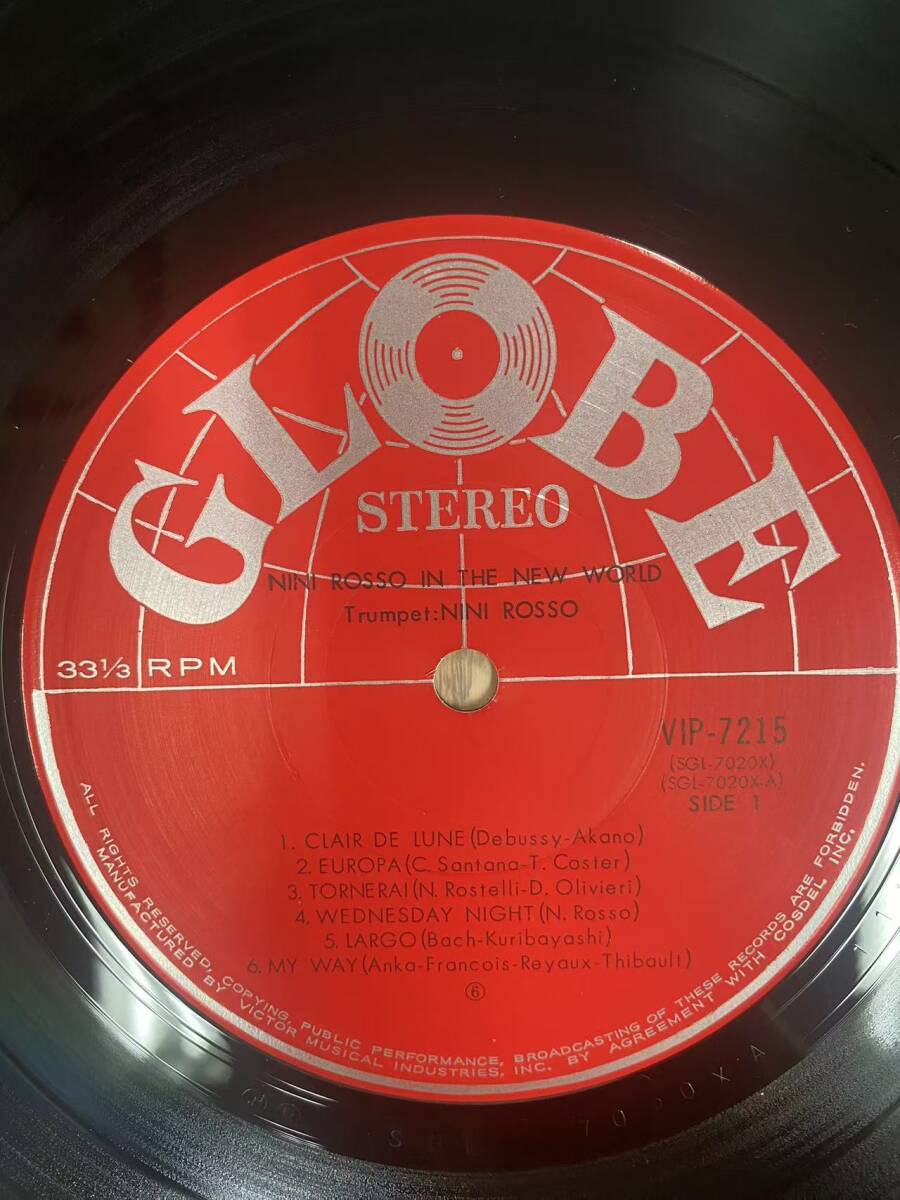 GLOBE
STEREO
NINI ROSSO IN THE NEW WORLD
Trumpet:NINI ROSSO
33 1/3 RPM
VIP-7215
(SGL-7020X)
(SGL-7020X-A)
SIDE 1
1. CLAIR DE LUNE(Debussy-Akano)
2. EUROPA(C. Santana-T. Coster)
3. TORNERAI(N. Rostelli-D. Olivieri)
4. WEDNESDAY NIGHT(N. Rosso)
5. LARGO(Bach-Kuribayashi)
6. MY WAY(Anka-Francois-Reyaux-Thibault)
⑥
ALL RIGHTS RESERVED, COPYING, PUBLIC PERFORMANCE, BROADCASTING OF THESE RECORDS ARE FORBIDDEN.
MANUFACTURED BY VICTOR MUSICAL INDUSTRIES, INC. BY AGREEMENT WITH COSDEL INC.
7020XA